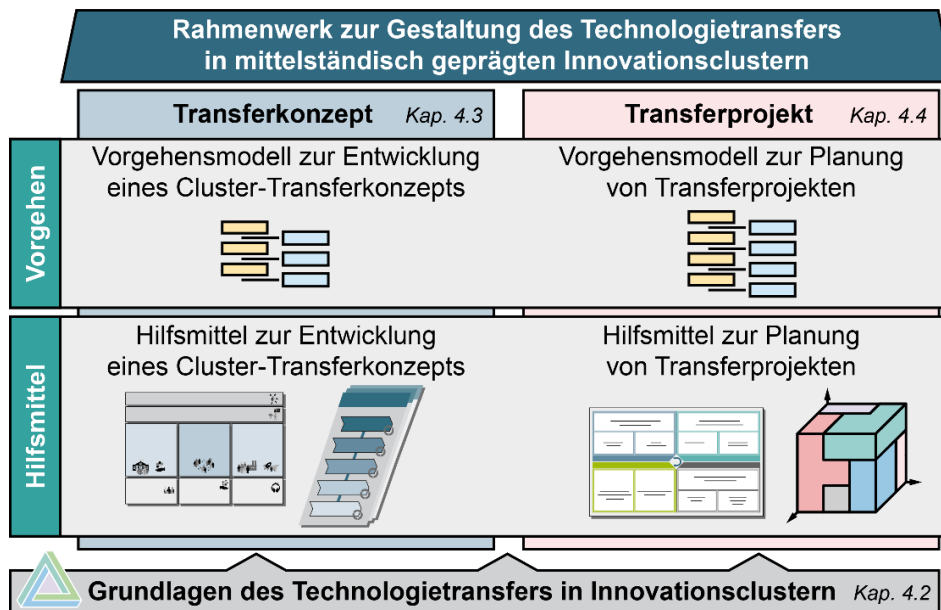 Rahmenwerk zur Gestaltung des Technologietransfers
in mittelständisch geprägten Innovationsclustern
Transferkonzept Kap. 4.3
Transferprojekt Kap. 4.4
Vorgehen
Vorgehensmodell zur Entwicklung
eines Cluster-Transferkonzepts
Vorgehensmodell zur Planung
von Transferprojekten
Hilfsmittel
Hilfsmittel zur Entwicklung
eines Cluster-Transferkonzepts
Hilfsmittel zur Planung
von Transferprojekten
Grundlagen des Technologietransfers in Innovationsclustern Kap. 4.2